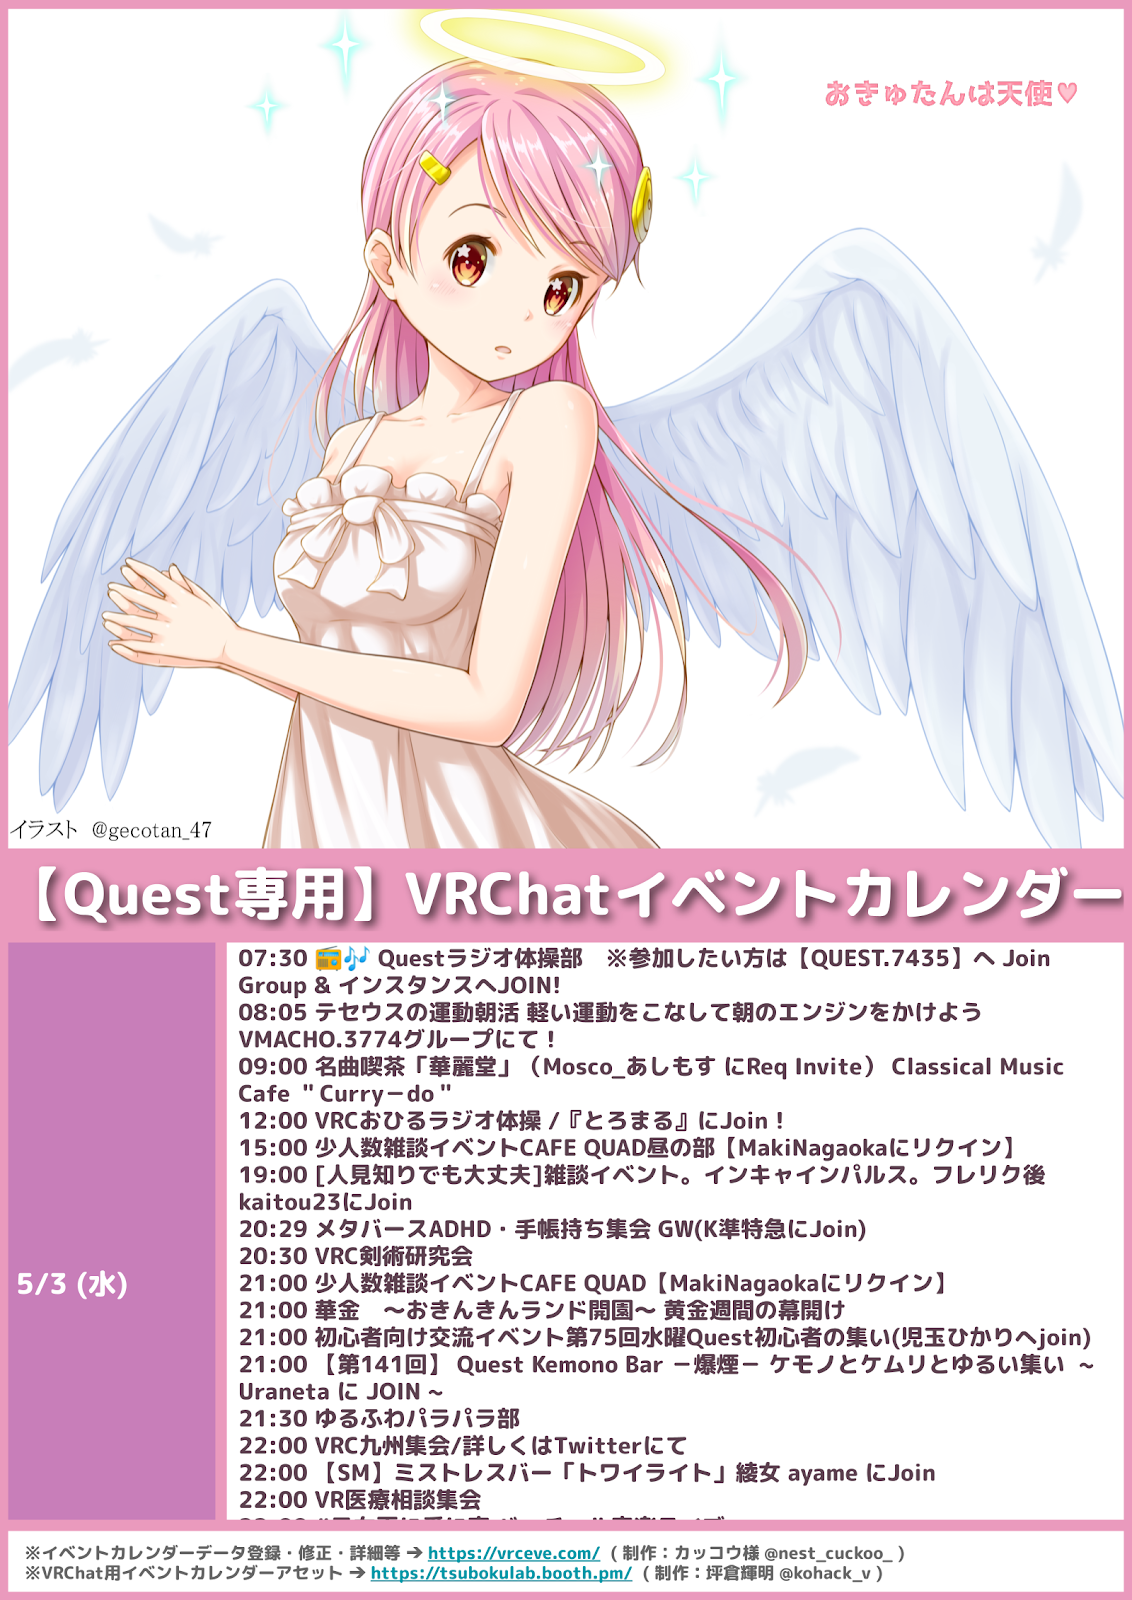 おきゅたんは天使♥
イラスト @gecotan_47
【Quest専用】VRChatイベントカレンダー
5/3 (水)
07:30 📻🎶 Questラジオ体操部　※参加したい方は【QUEST.7435】へ Join
Group & インスタンスへJOIN!
08:05 テセウスの運動朝活 軽い運動をこなして朝のエンジンをかけよう
VMACHO.3774グループにて！
09:00 名曲喫茶「華麗堂」（Mosco_あしもす にReq Invite） Classical Music
Cafe ＂Curry－do＂
12:00 VRCおひるラジオ体操 /『とろまる』にJoin！
15:00 少人数雑談イベントCAFE QUAD昼の部【MakiNagaokaにリクイン】
19:00 [人見知りでも大丈夫]雑談イベント。インキャインパルス。フレリク後
kaitou23にJoin
20:29 メタバースADHD・手帳持ち集会 GW(K準特急にJoin)
20:30 VRC剣術研究会
21:00 少人数雑談イベントCAFE QUAD【MakiNagaokaにリクイン】
21:00 華金　～おきんきんランド開園～ 黄金週間の幕開け
21:00 初心者向け交流イベント第75回水曜Quest初心者の集い(児玉ひかりへjoin)
21:00 【第141回】 Quest Kemono Bar －爆煙－ ケモノとケムリとゆるい集い ~
Uraneta に JOIN ~
21:30 ゆるふわパラパラ部
22:00 VRC九州集会/詳しくはTwitterにて
22:00 【SM】ミストレスバー「トワイライト」綾女 ayame にJoin
22:00 VR医療相談集会
※イベントカレンダーデータ登録・修正・詳細等 ➔ https://vrceve.com/ ( 制作：カッコウ様 @nest_cuckoo_ )
※VRChat用イベントカレンダーアセット ➔ https://tsubokulab.booth.pm/ ( 制作：坪倉輝明 @kohack_v )